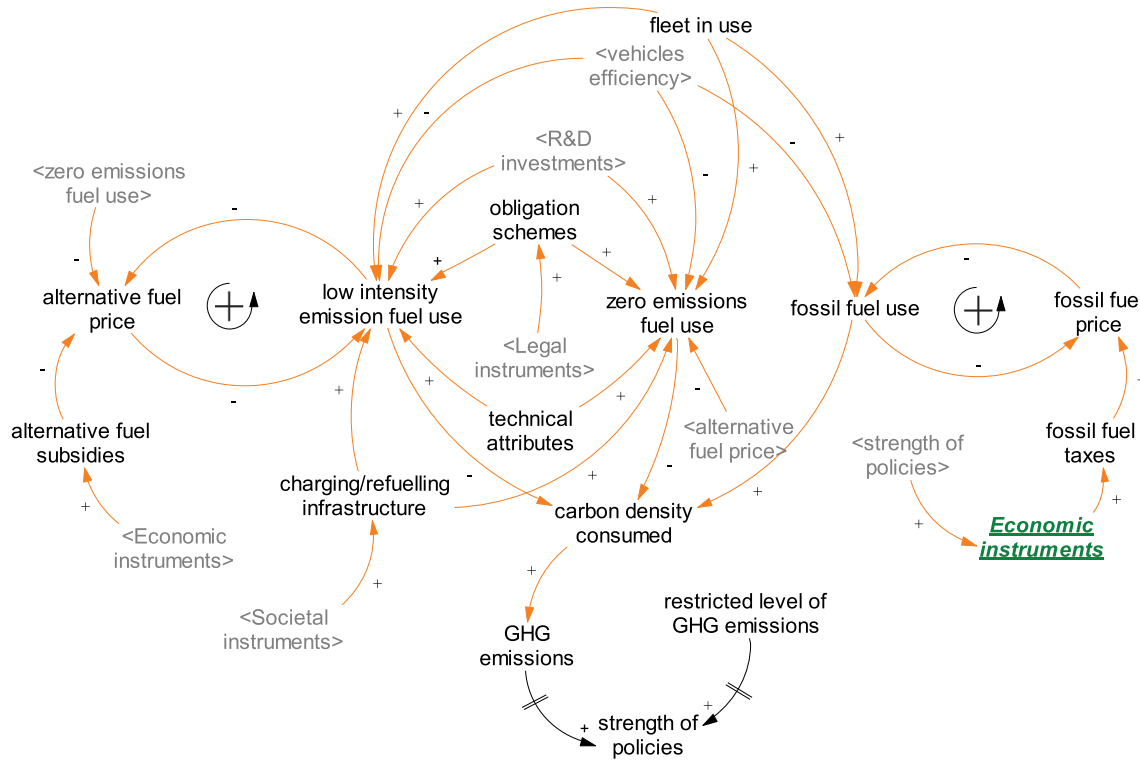 fleet in use
<vehicles
efficiency>
<R&D
investments>
<zero emissions
fuel use>
obligation
schemes
alternative fuel
price
low intensity
emission fuel use
zero emissions
fuel use
fossil fuel use
fossil fue
price
<Legal
instruments>
alternative fuel
subsidies
technical
attributes
<alternative
fuel price>
<strength of
policies>
fossil fuel
taxes
charging/refuelling
infrastructure
carbon density
consumed
Economic
instruments
<Economic
instruments>
<Societal
instruments>
restricted level of
GHG emissions
GHG
emissions
strength of
policies